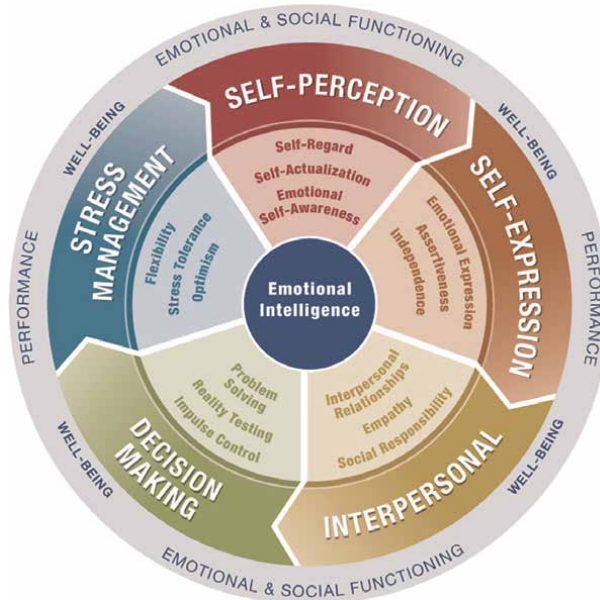 EMOTIONAL & SOCIAL FUNCTIONING
WELL-BEING
PERFORMANCE
WELL-BEING
EMOTIONAL & SOCIAL FUNCTIONING
WELL-BEING
PERFORMANCE
WELL-BEING
SELF-PERCEPTION
Self-Regard
Self-Actualization
Emotional
Self-Awareness
SELF-EXPRESSION
Emotional Expression
Assertiveness
Independence
INTERPERSONAL
Interpersonal
Relationships
Empathy
Social Responsibility
DECISION
MAKING
Problem
Solving
Reality Testing
Impulse Control
STRESS
MANAGEMENT
Flexibility
Stress Tolerance
Optimism
Emotional
Intelligence